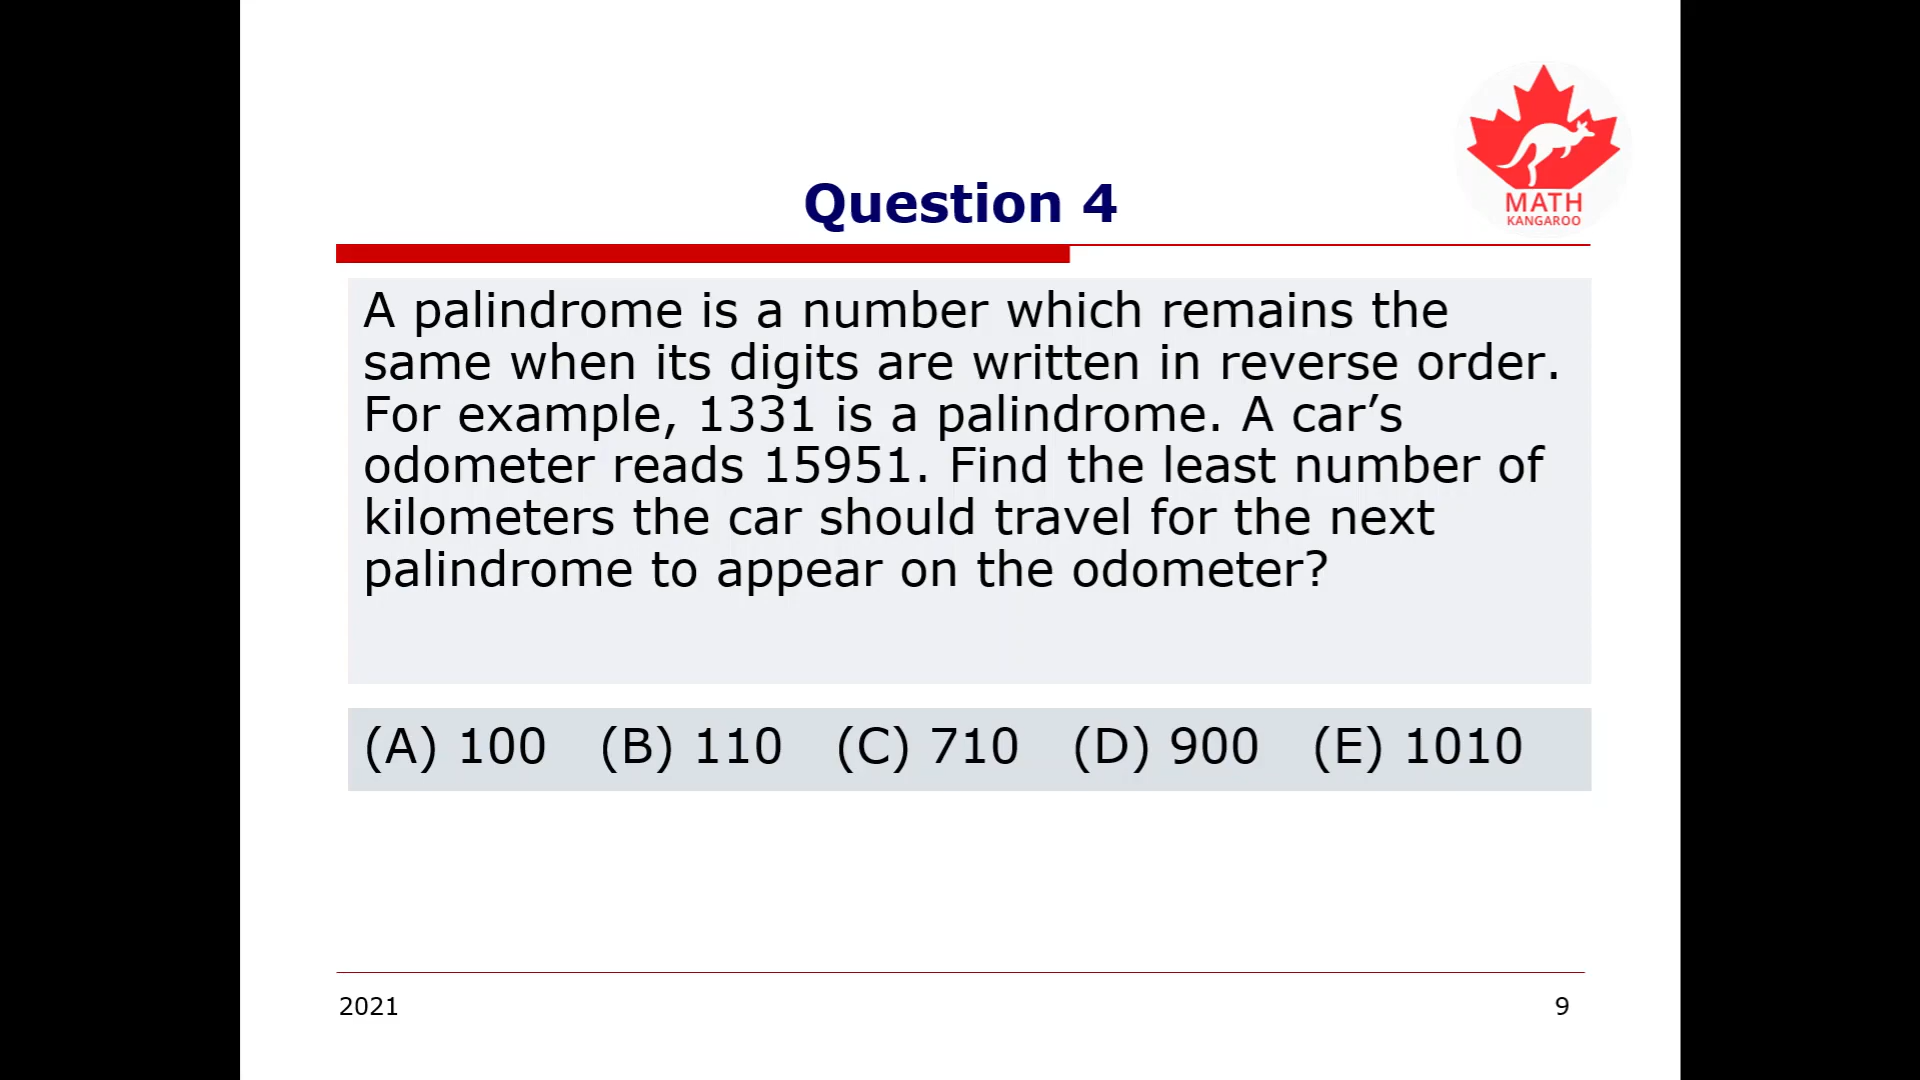 MATH
KANGAROO
Question 4
A palindrome is a number which remains the
same when its digits are written in reverse order.
For example, 1331 is a palindrome. A car’s
odometer reads 15951. Find the least number of
kilometers the car should travel for the next
palindrome to appear on the odometer?
(A) 100 (B) 110 (C) 710 (D) 900 (E) 1010
2021
9